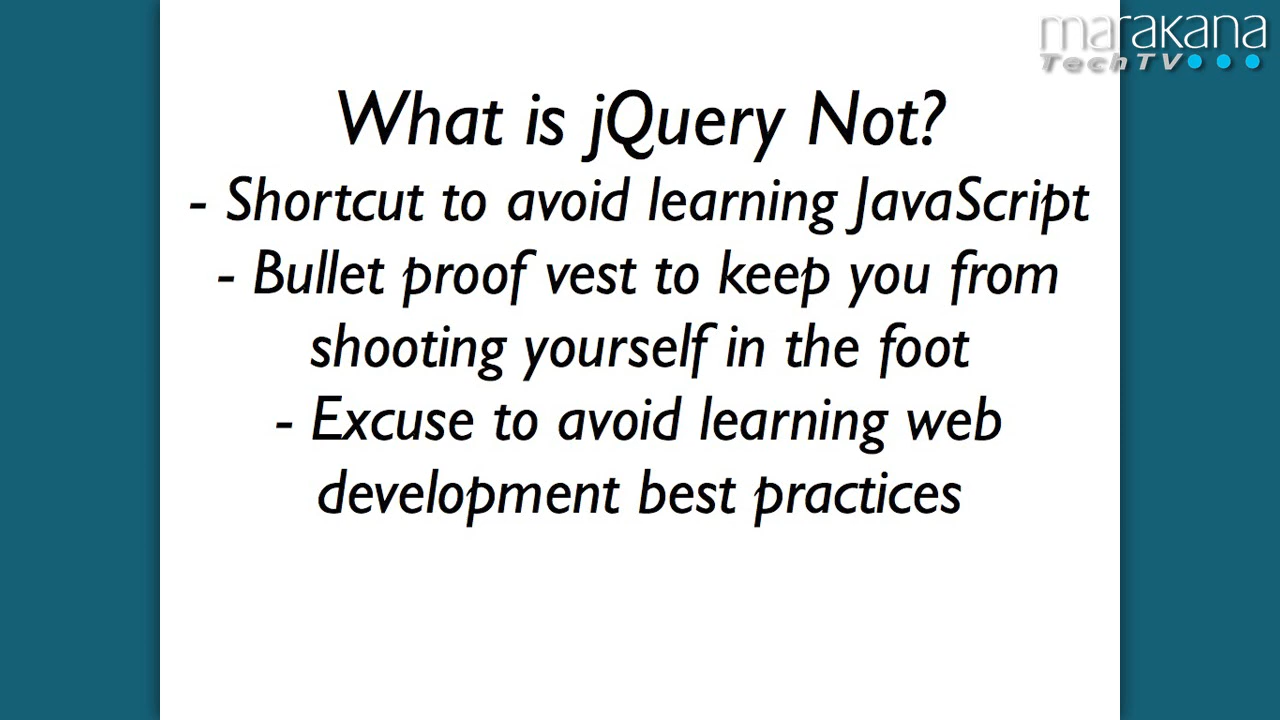 marakana
TechTV
What is jQuery Not?
- Shortcut to avoid learning JavaScript
- Bullet proof vest to keep you from
shooting yourself in the foot
- Excuse to avoid learning web
development best practices